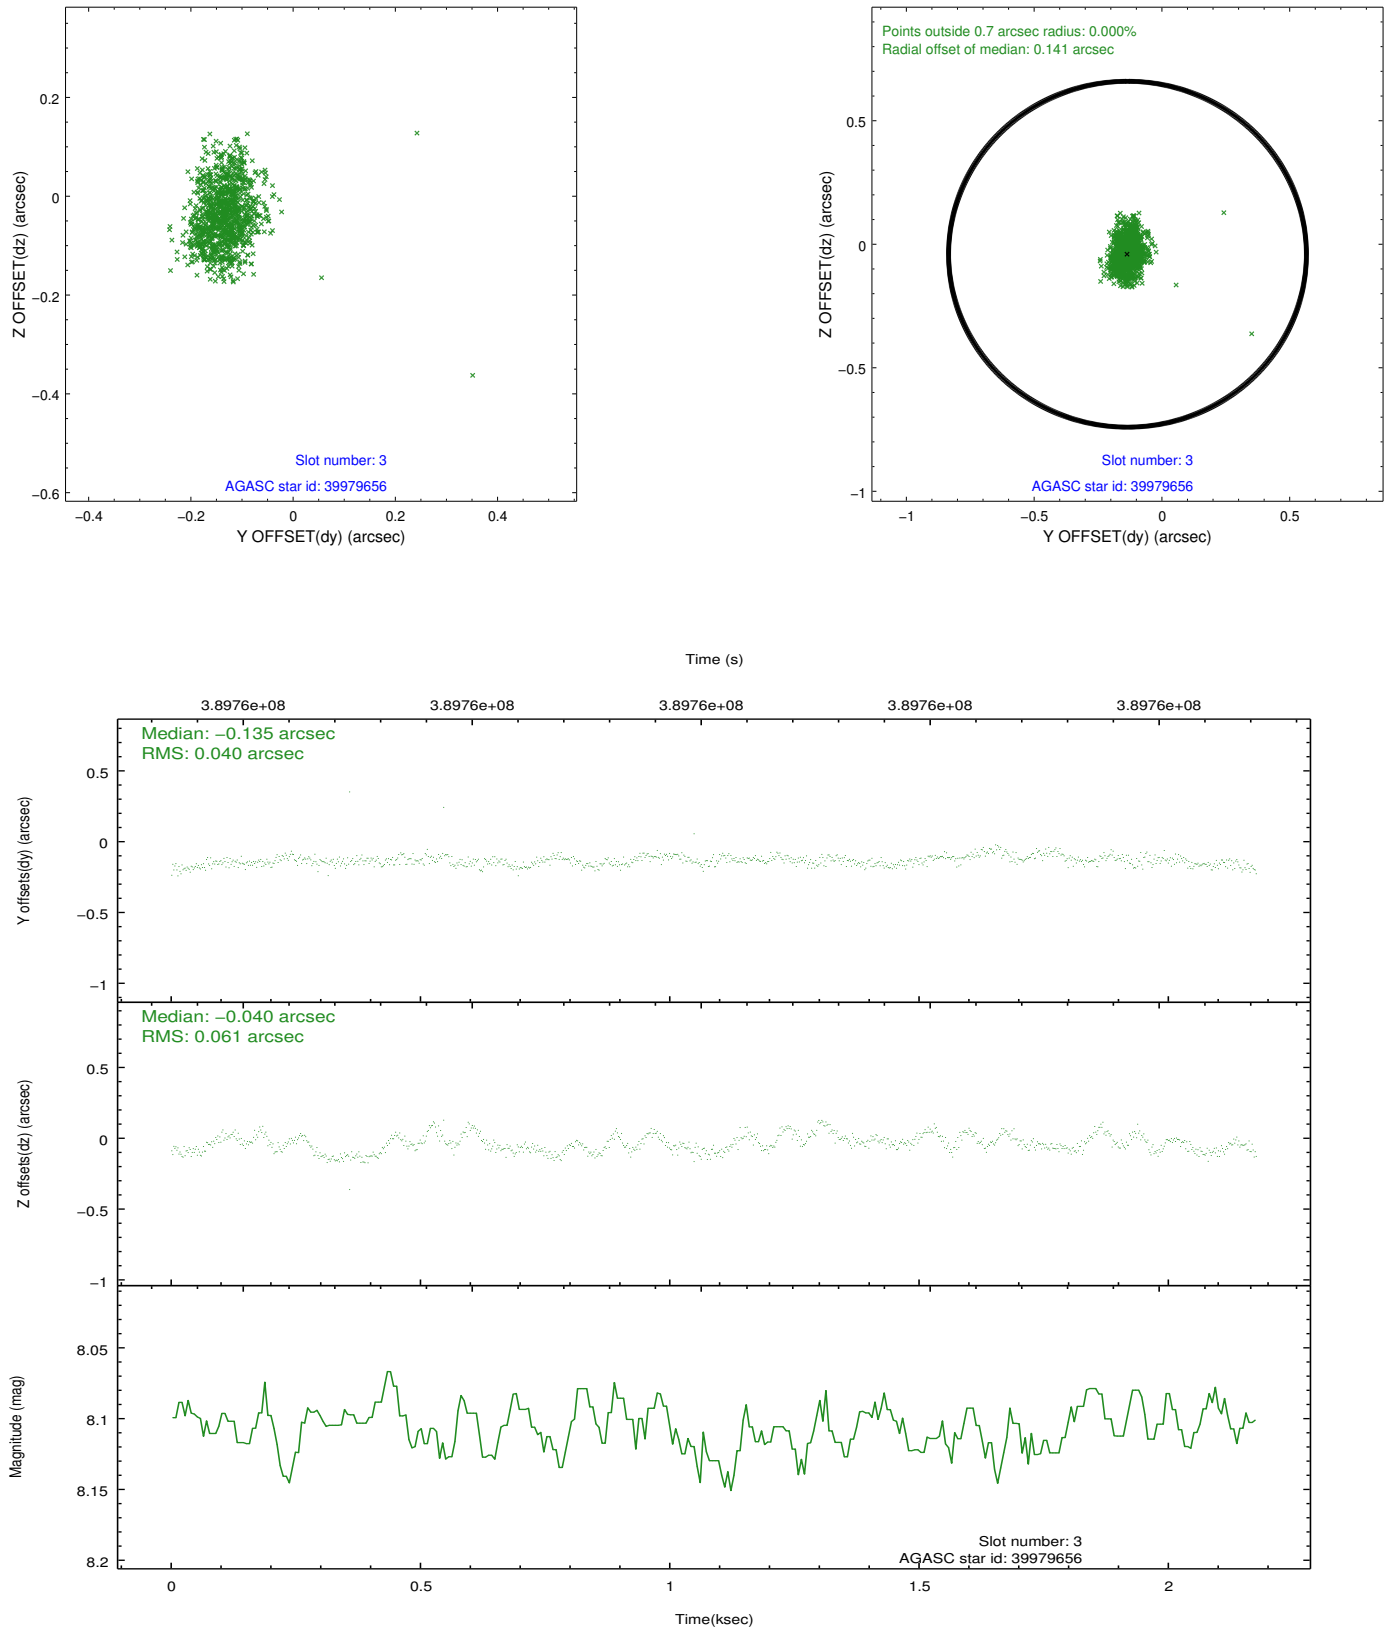 0.2
0
−0.2
−0.4
−0.6
Z OFFSET(dz) (arcsec)
Slot number: 3
AGASC star id: 39979656
−0.4
−0.2
0
0.2
0.4
Y OFFSET(dy) (arcsec)
Points outside 0.7 arcsec radius: 0.000%
Radial offset of median: 0.141 arcsec
0.5
0
−0.5
−1
Z OFFSET(dz) (arcsec)
Slot number: 3
AGASC star id: 39979656
−1
−0.5
0
0.5
Y OFFSET(dy) (arcsec)
Time (s)
3.8976e+08
3.8976e+08
3.8976e+08
3.8976e+08
3.8976e+08
Median: −0.135 arcsec
RMS: 0.040 arcsec
0.5
0
−0.5
−1
Y offsets(dy) (arcsec)
Median: −0.040 arcsec
RMS: 0.061 arcsec
0.5
0
−0.5
−1
Z offsets(dz) (arcsec)
8.05
8.1
8.15
8.2
Magnitude (mag)
Slot number: 3
AGASC star id: 39979656
0
0.5
1
1.5
2
Time(ksec)